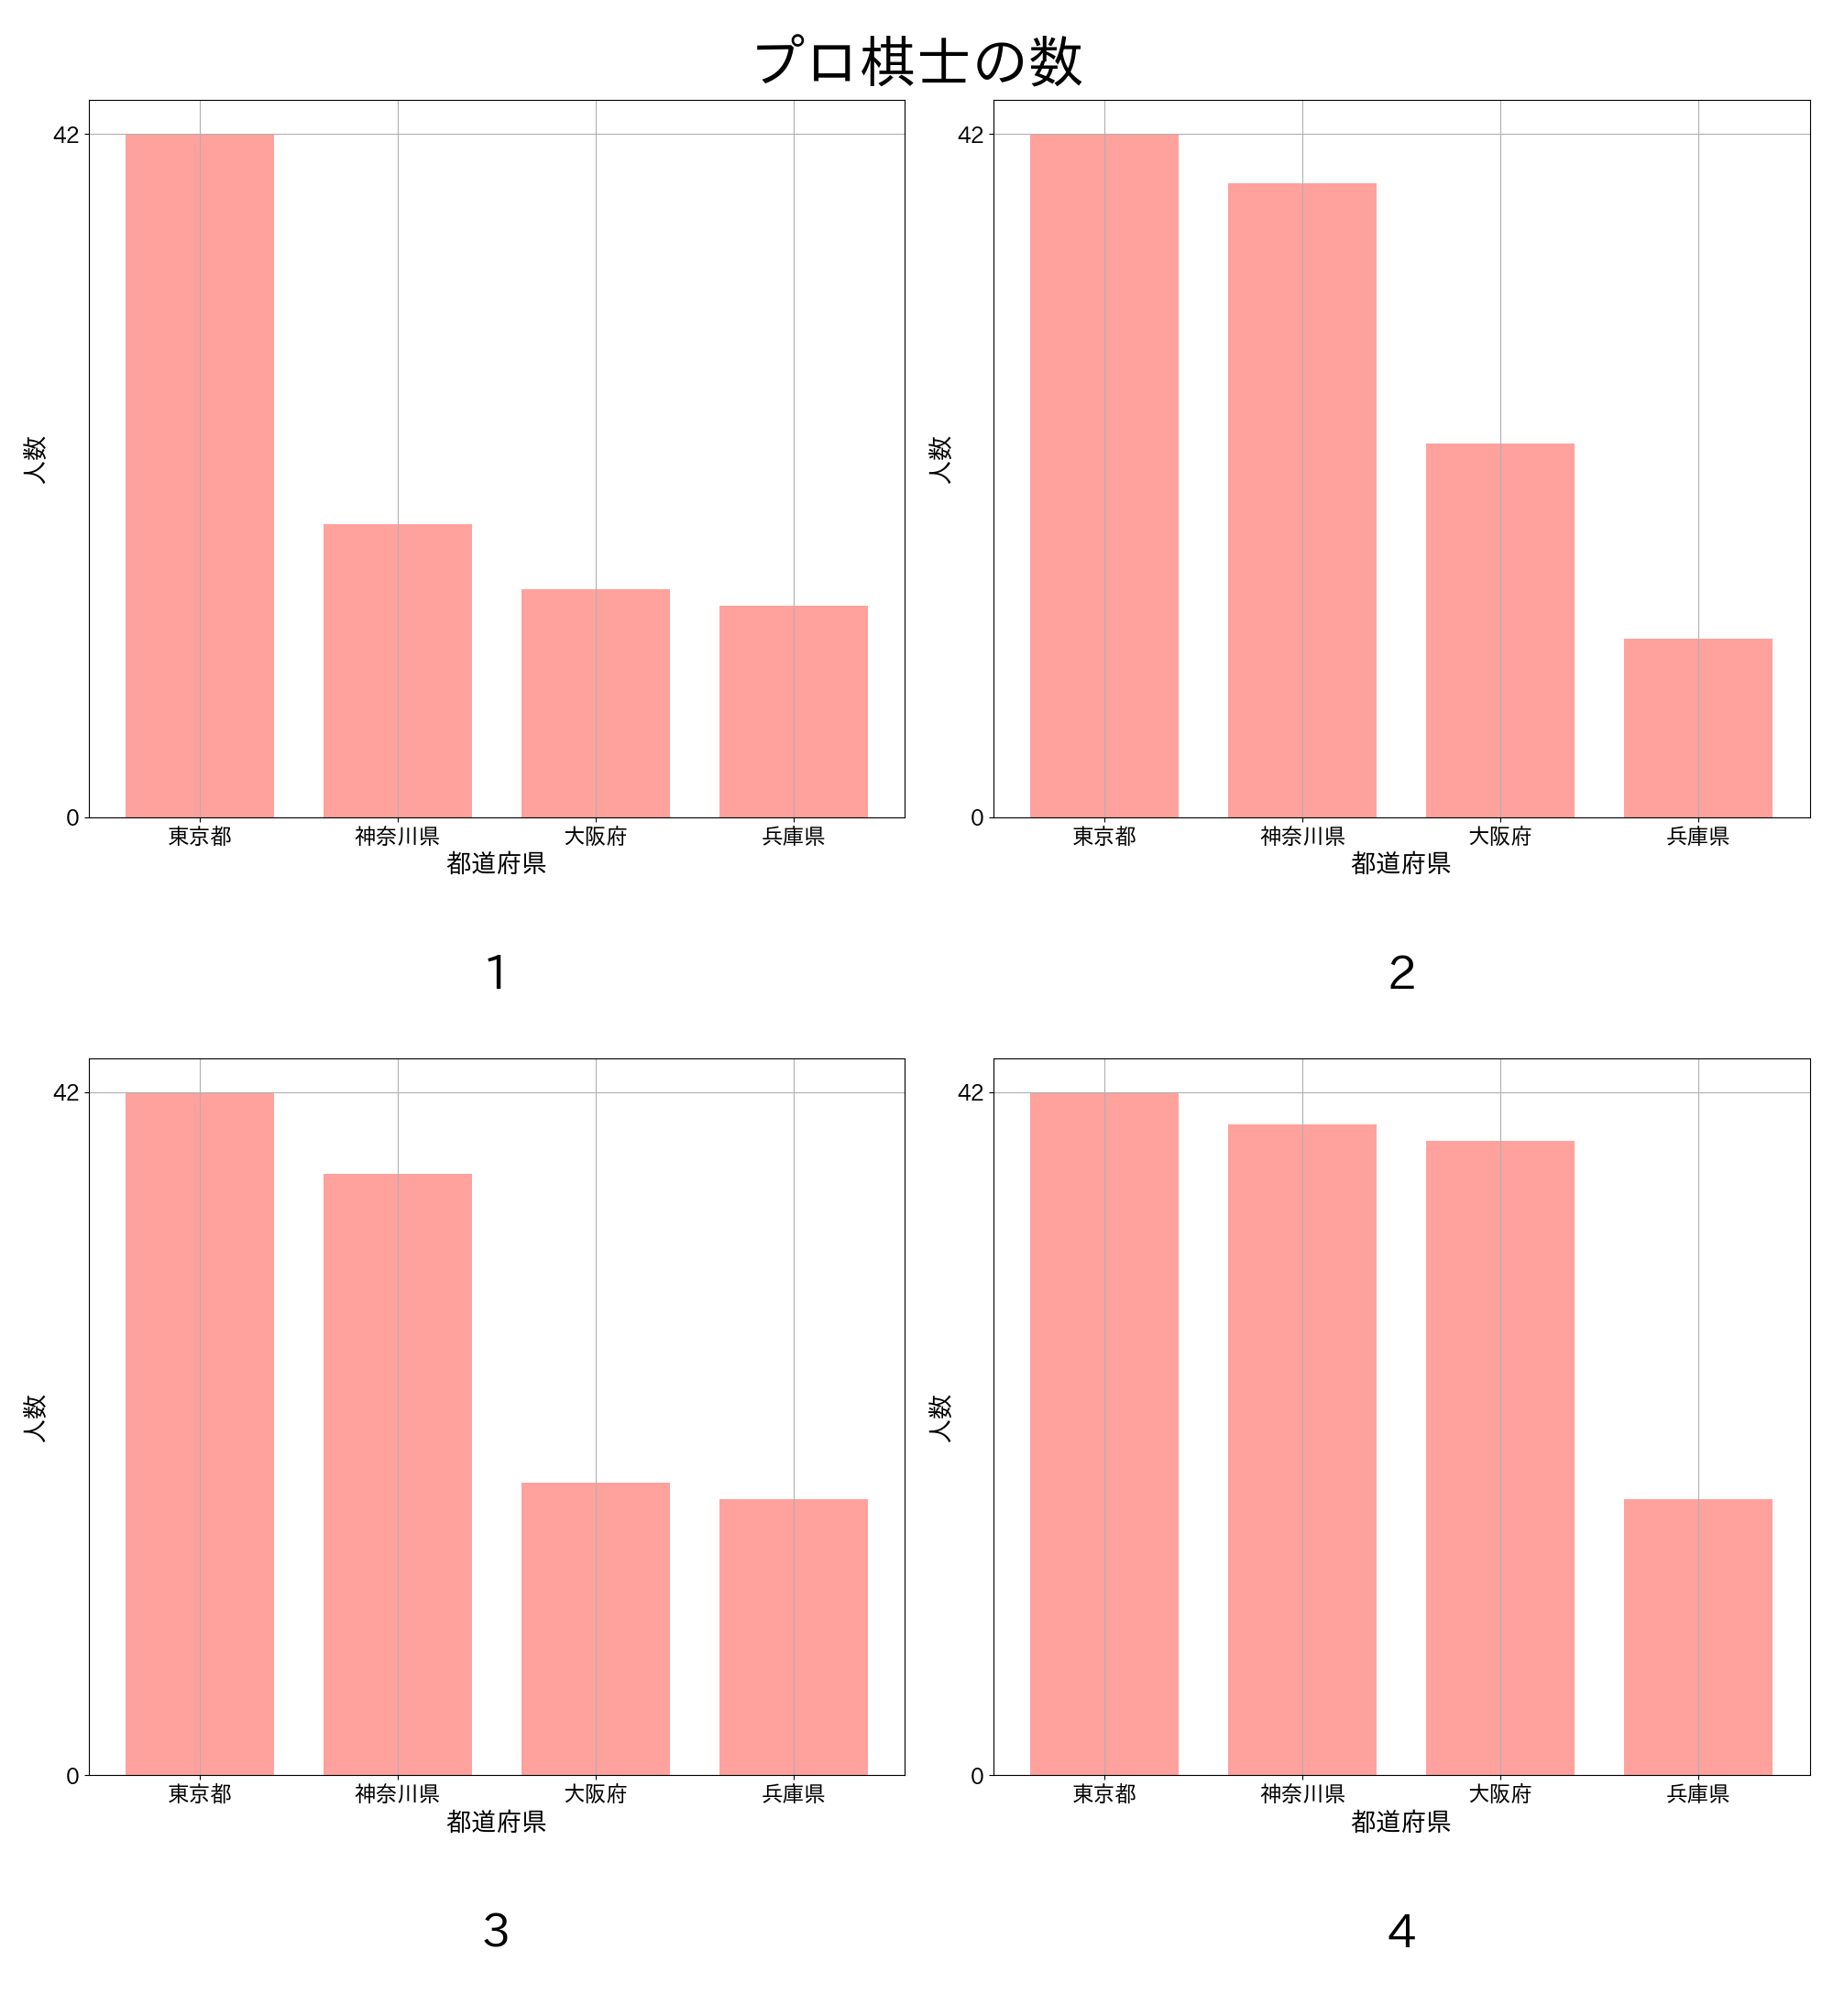 プロ棋士の数
42
人数
0
東京都 神奈川県 大阪府 兵庫県
都道府県
1
42
人数
0
東京都 神奈川県 大阪府 兵庫県
都道府県
2
42
人数
0
東京都 神奈川県 大阪府 兵庫県
都道府県
3
42
人数
0
東京都 神奈川県 大阪府 兵庫県
都道府県
4